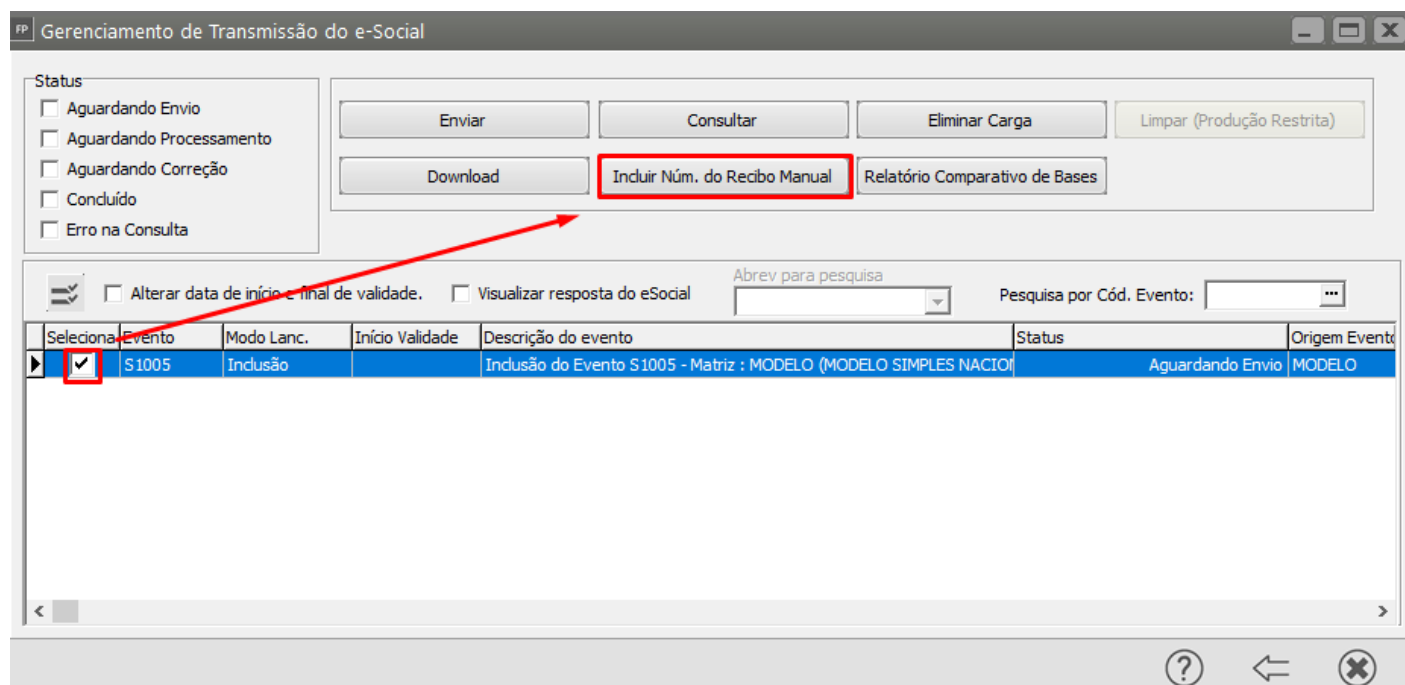 FP Gerenciamento de Transmissão do e-Social
Status
Aguardando Envio
Aguardando Processamento
Aguardando Correção
Concluído
Erro na Consulta
Enviar Consultar Eliminar Carga Limpar (Produção Restrita)
Download Incluir Núm. do Recibo Manual Relatório Comparativo de Bases
Abrev para pesquisa
Alterar data de início e final de validade. Visualizar resposta do eSocial Pesquisa por Cód. Evento: ...
Seleciona Evento Modo Lanc. Início Validade Descrição do evento Status Origem Evento
S1005 Inclusão Inclusão do Evento S1005 - Matriz : MODELO (MODELO SIMPLES NACION Aguardando Envio MODELO